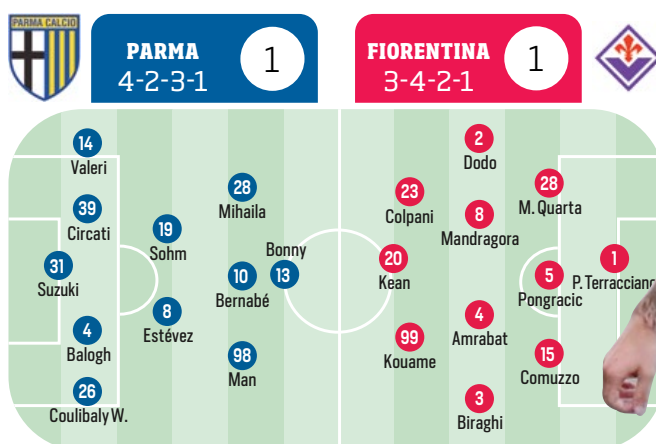 PARMA CALCIO
PARMA
4-2-3-1
1
FIORENTINA
3-4-2-1
1
14
Valeri
39
Circati
31
Suzuki
4
Balogh
26
Coulibaly W.
19
Sohm
8
Estévez
28
Mihaila
10
Bernabé
98
Man
Bonny
13
23
Colpani
20
Kean
99
Kouame
2
Dodo
8
Mandragora
4
Amrabat
3
Biraghi
28
M. Quarta
5
Pongracic
15
Comuzzo
1
P. Terracciano